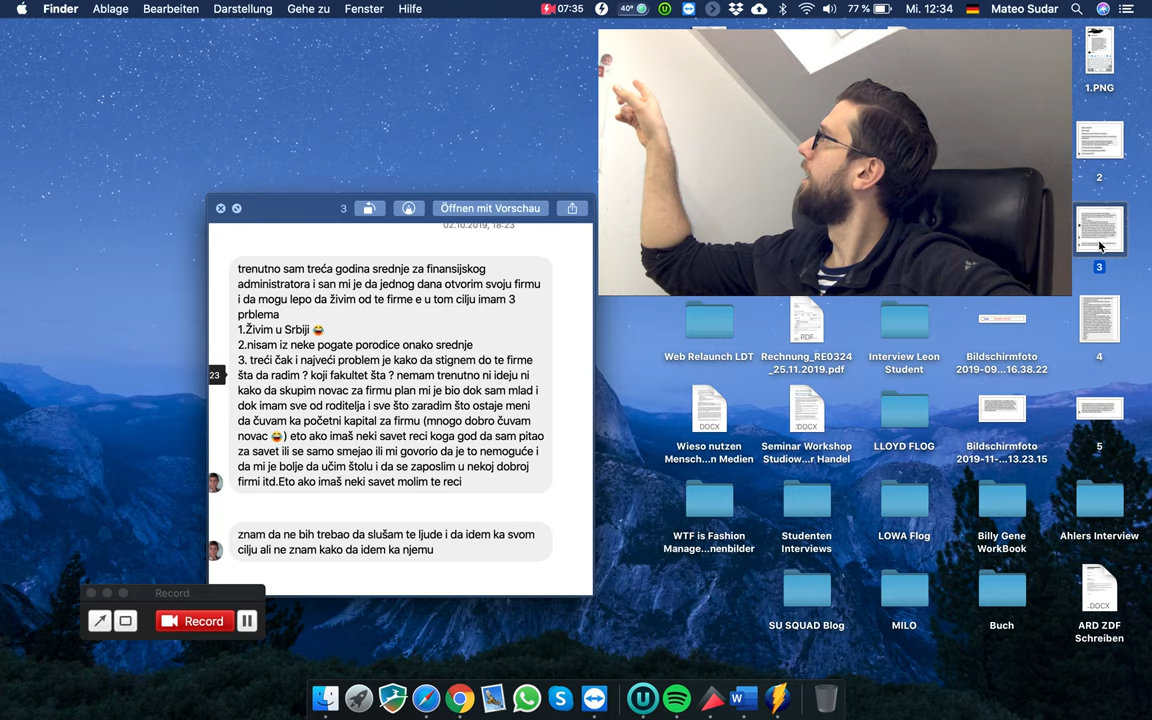 Finder Ablage Bearbeiten Darstellung Gehe zu Fenster Hilfe 07:35 40° 77 % Mi. 12:34 Mateo Sudar
1.PNG
2
3
3 Öffnen mit Vorschau
02.10.2019, 18:23
trenutno sam treća godina srednje za finansijskog
administratora i san mi je da jednog dana otvorim svoju firmu
i da mogu lepo da živim od te firme e u tom cilju imam 3
prblema
1.Živim u Srbiji 😂
2.nisam iz neke pogate porodice onako srednje
3. treći čak i najveći problem je kako da stignem do te firme
šta da radim ? koji fakultet šta ? nemam trenutno ni ideju ni
23 kako da skupim novac za firmu plan mi je bio dok sam mlad i
dok imam sve od roditelja i sve što zaradim što ostaje meni
da čuvam ka početni kapital za firmu (mnogo dobro čuvam
novac 😂) eto ako imaš neki savet reci koga god da sam pitao
za savet ili se samo smejao ili mi govorio da je to nemoguće i
da mi je bolje da učim štolu i da se zaposlim u nekoj dobroj
firmi itd.Eto ako imaš neki savet molim te reci
znam da ne bih trebao da slušam te ljude i da idem ka svom
cilju ali ne znam kako da idem ka njemu
Record
Record
Web Relaunch LDT
PDF
Rechnung_RE0324
_25.11.2019.pdf
Interview Leon
Student
Bildschirmfoto
2019-09...16.38.22
4
DOCX
Wieso nutzen
Mensch...n Medien
DOCX
Seminar Workshop
Studiow...r Handel
LLOYD FLOG
Bildschirmfoto
2019-11-...13.23.15
5
WTF is Fashion
Manage...nenbilder
Studenten
Interviews
LOWA Flog
Billy Gene
WorkBook
Ahlers Interview
SU SQUAD Blog
MILO
Buch
DOCX
ARD ZDF
Schreiben